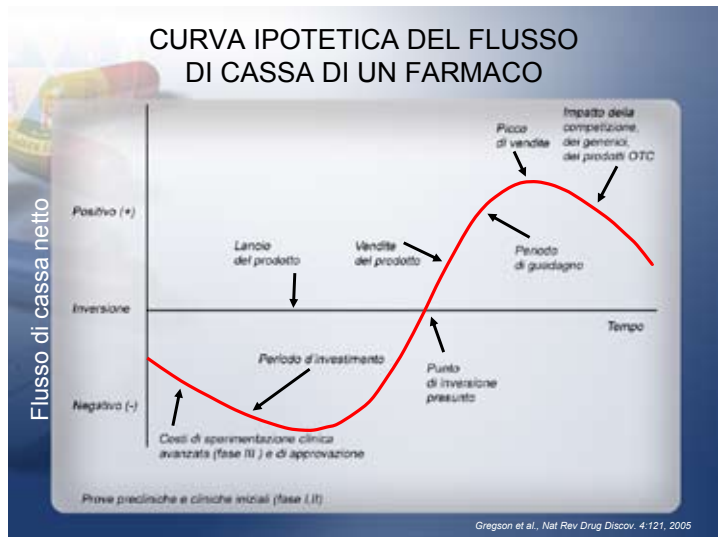 CURVA IPOTETICA DEL FLUSSO
DI CASSA DI UN FARMACO
Flusso di cassa netto
Positivo (+)
Inversione
Negativo (-)
Lancio
del prodotto
Vendite
del prodotto
Picco
di vendite
Impatto della
competizione,
dei generici,
dei prodotti OTC
Periodo
di guadagno
Tempo
Periodo d'investimento
Punto
di inversione
presunto
Costi di sperimentazione clinica
avanzata (fase III ) e di approvazione
Prove precliniche e cliniche iniziali (fase I,II)
Gregson et al., Nat Rev Drug Discov. 4:121, 2005